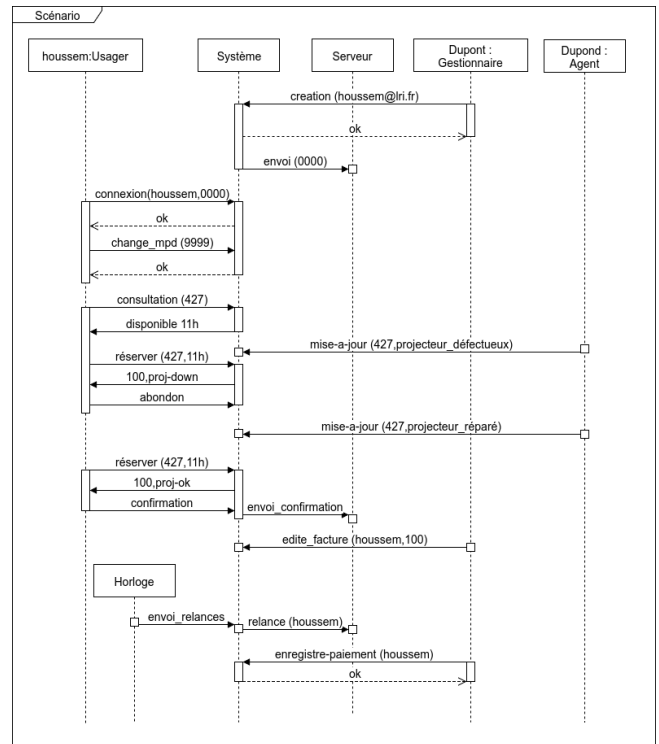 Scénario
houssem:Usager
Système
Serveur
Dupont :
Gestionnaire
Dupond :
Agent
creation (houssem@lri.fr)
ok
envoi (0000)
connexion(houssem,0000)
ok
change_mpd (9999)
ok
consultation (427)
disponible 11h
mise-a-jour (427,projecteur_défectueux)
réserver (427,11h)
100,proj-down
abondon
mise-a-jour (427,projecteur_réparé)
réserver (427,11h)
100,proj-ok
confirmation
envoi_confirmation
edite_facture (houssem,100)
Horloge
envoi_relances
relance (houssem)
enregistre-paiement (houssem)
ok